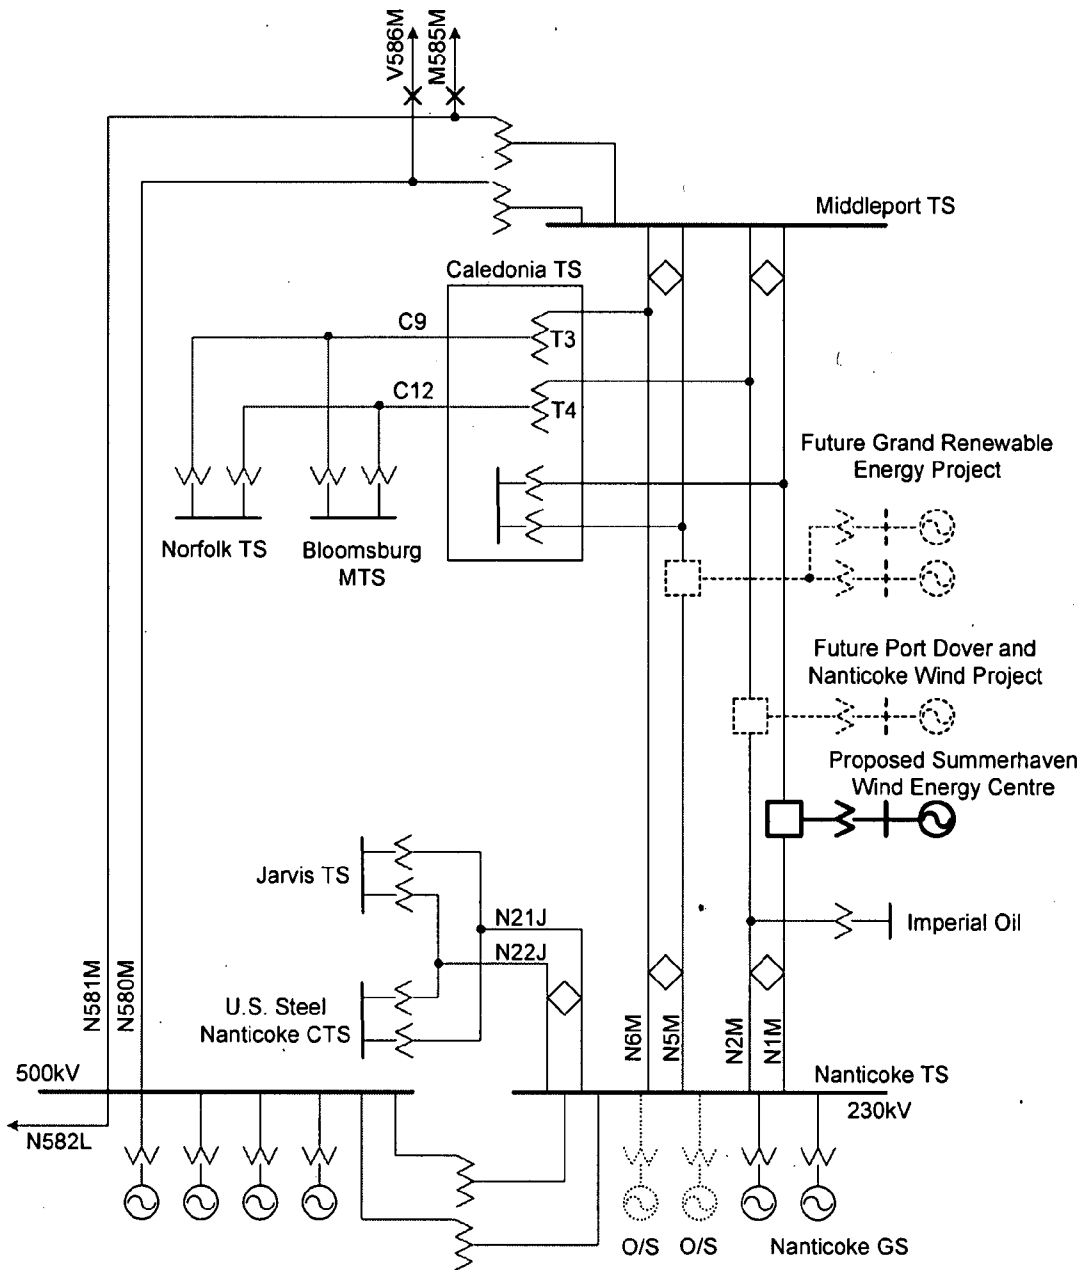 V586M
M585M
Middleport TS
Caledonia TS
C9
T3
C12
T4
Future Grand Renewable
Energy Project
Norfolk TS
Bloomsburg
MTS
Future Port Dover and
Nanticoke Wind Project
Proposed Summerhaven
Wind Energy Centre
Jarvis TS
N21J
Imperial Oil
N22J
U.S. Steel
Nanticoke CTS
N581M
N580M
N6M
N5M
N2M
N1M
500kV
Nanticoke TS
230kV
N582L
O/S
O/S
Nanticoke GS